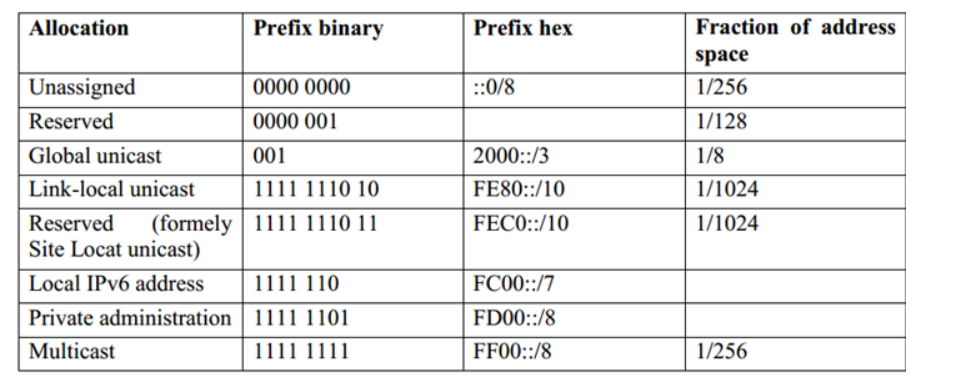 Allocation Prefix binary Prefix hex Fraction of address
space
Unassigned 0000 0000 ::0/8 1/256
Reserved 0000 001 1/128
Global unicast 001 2000::/3 1/8
Link-local unicast 1111 1110 10 FE80::/10 1/1024
Reserved (formely 1111 1110 11 FEC0::/10 1/1024
Site Locat unicast)
Local IPv6 address 1111 110 FC00::/7
Private administration 1111 1101 FD00::/8
Multicast 1111 1111 FF00::/8 1/256